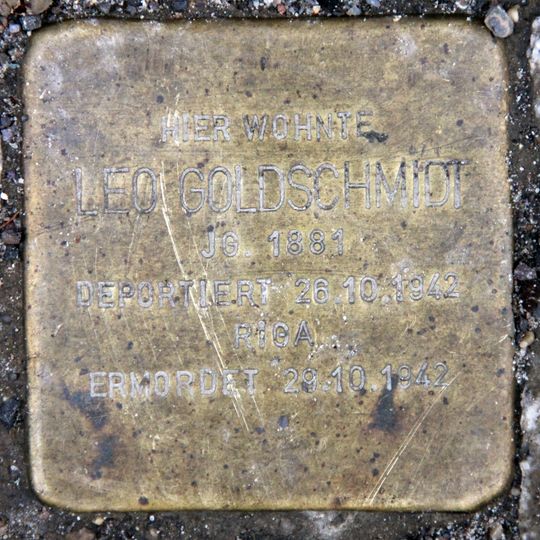 HIER WOHNTE
LEO GOLDSCHMIDT
JG. 1881
DEPORTIERT 26.10.1942
RIGA
ERMORDET 29.10.1942